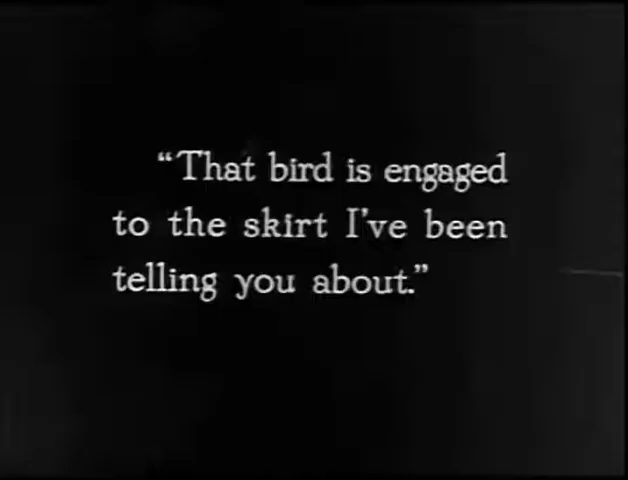 “That bird is engaged
to the skirt I’ve been
telling you about.”